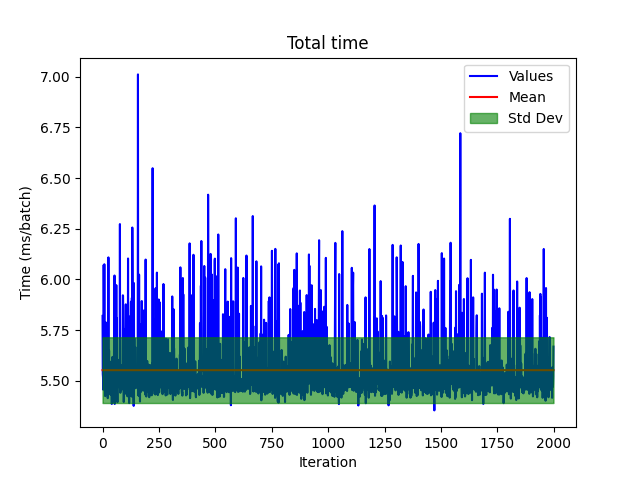 Total time
Time (ms/batch)
7.00
6.75
6.50
6.25
6.00
5.75
5.50
Values
Mean
Std Dev
0 250 500 750 1000 1250 1500 1750 2000
Iteration